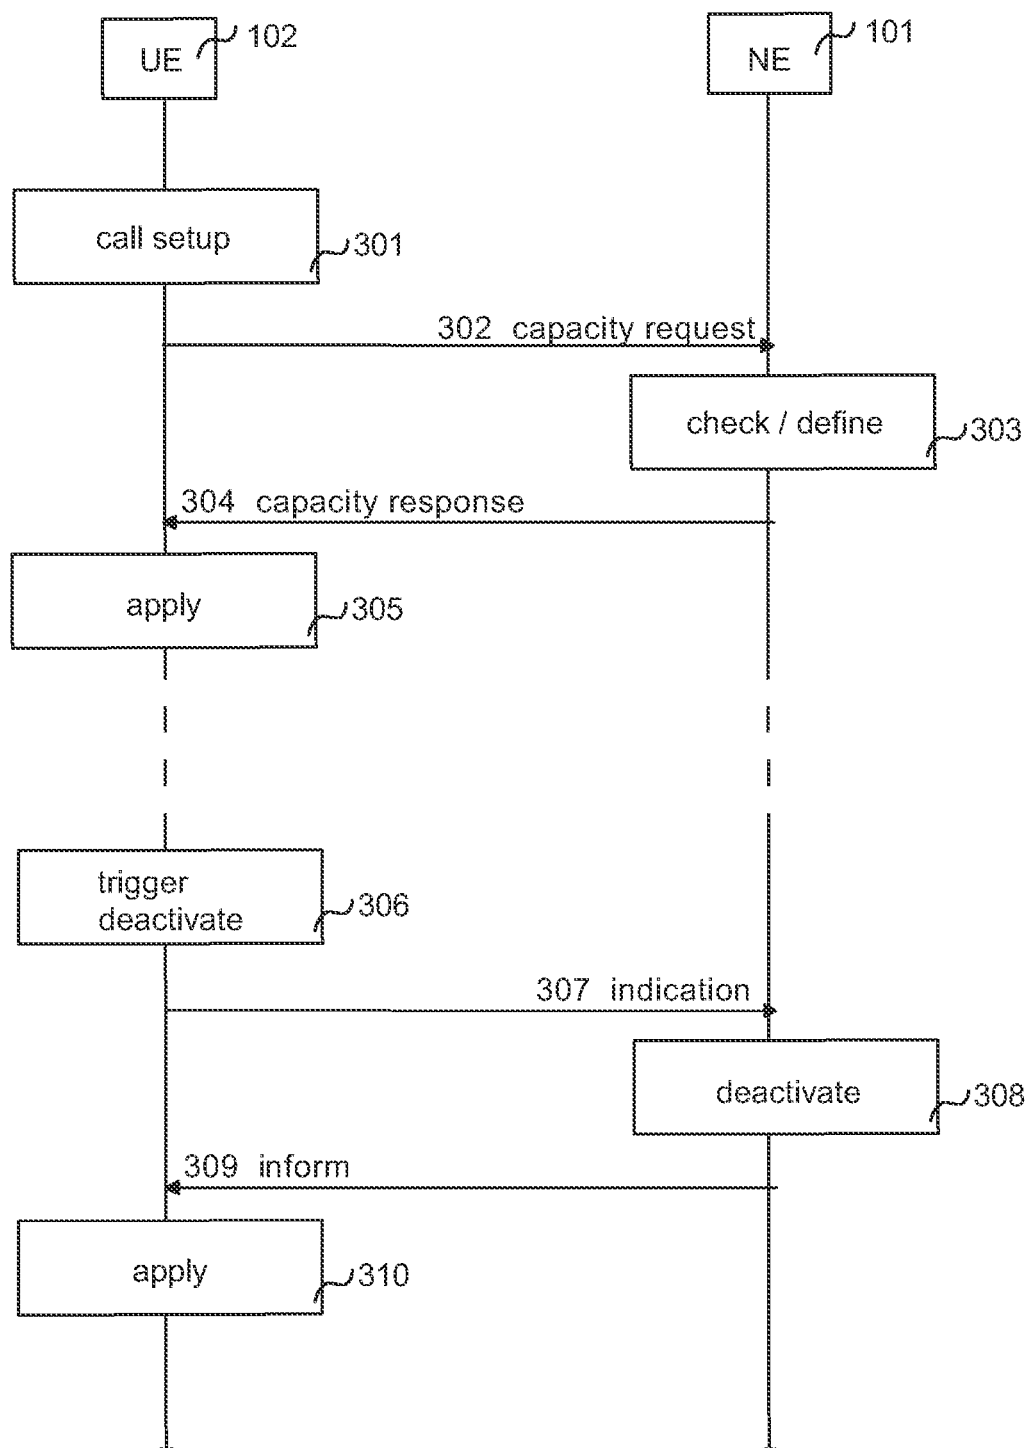 UE
102
NE
101
call setup
301
302 capacity request
check / define
303
304 capacity response
apply
305
trigger
deactivate
306
307 indication
deactivate
308
309 inform
apply
310